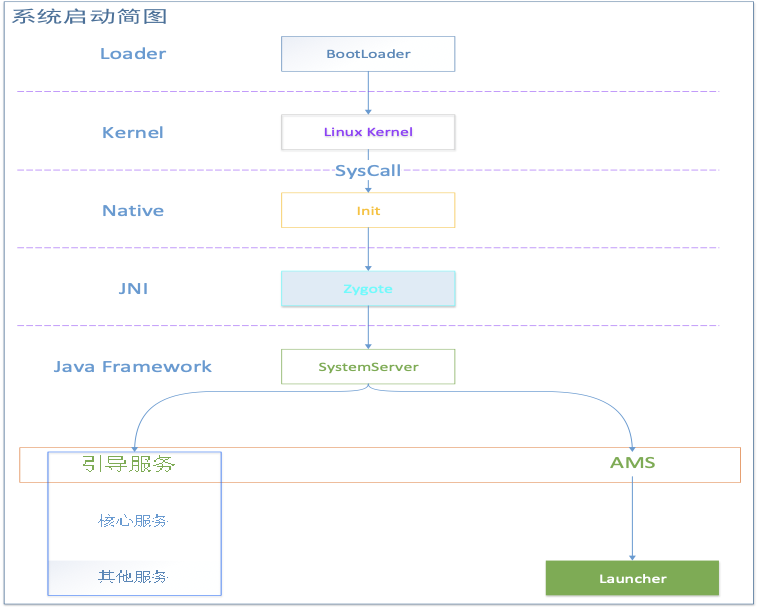 系统启动简图
Loader
BootLoader
Kernel
Linux Kernel
SysCall
Native
Init
JNI
Zygote
Java Framework
SystemServer
引导服务
AMS
核心服务
其他服务
Launcher